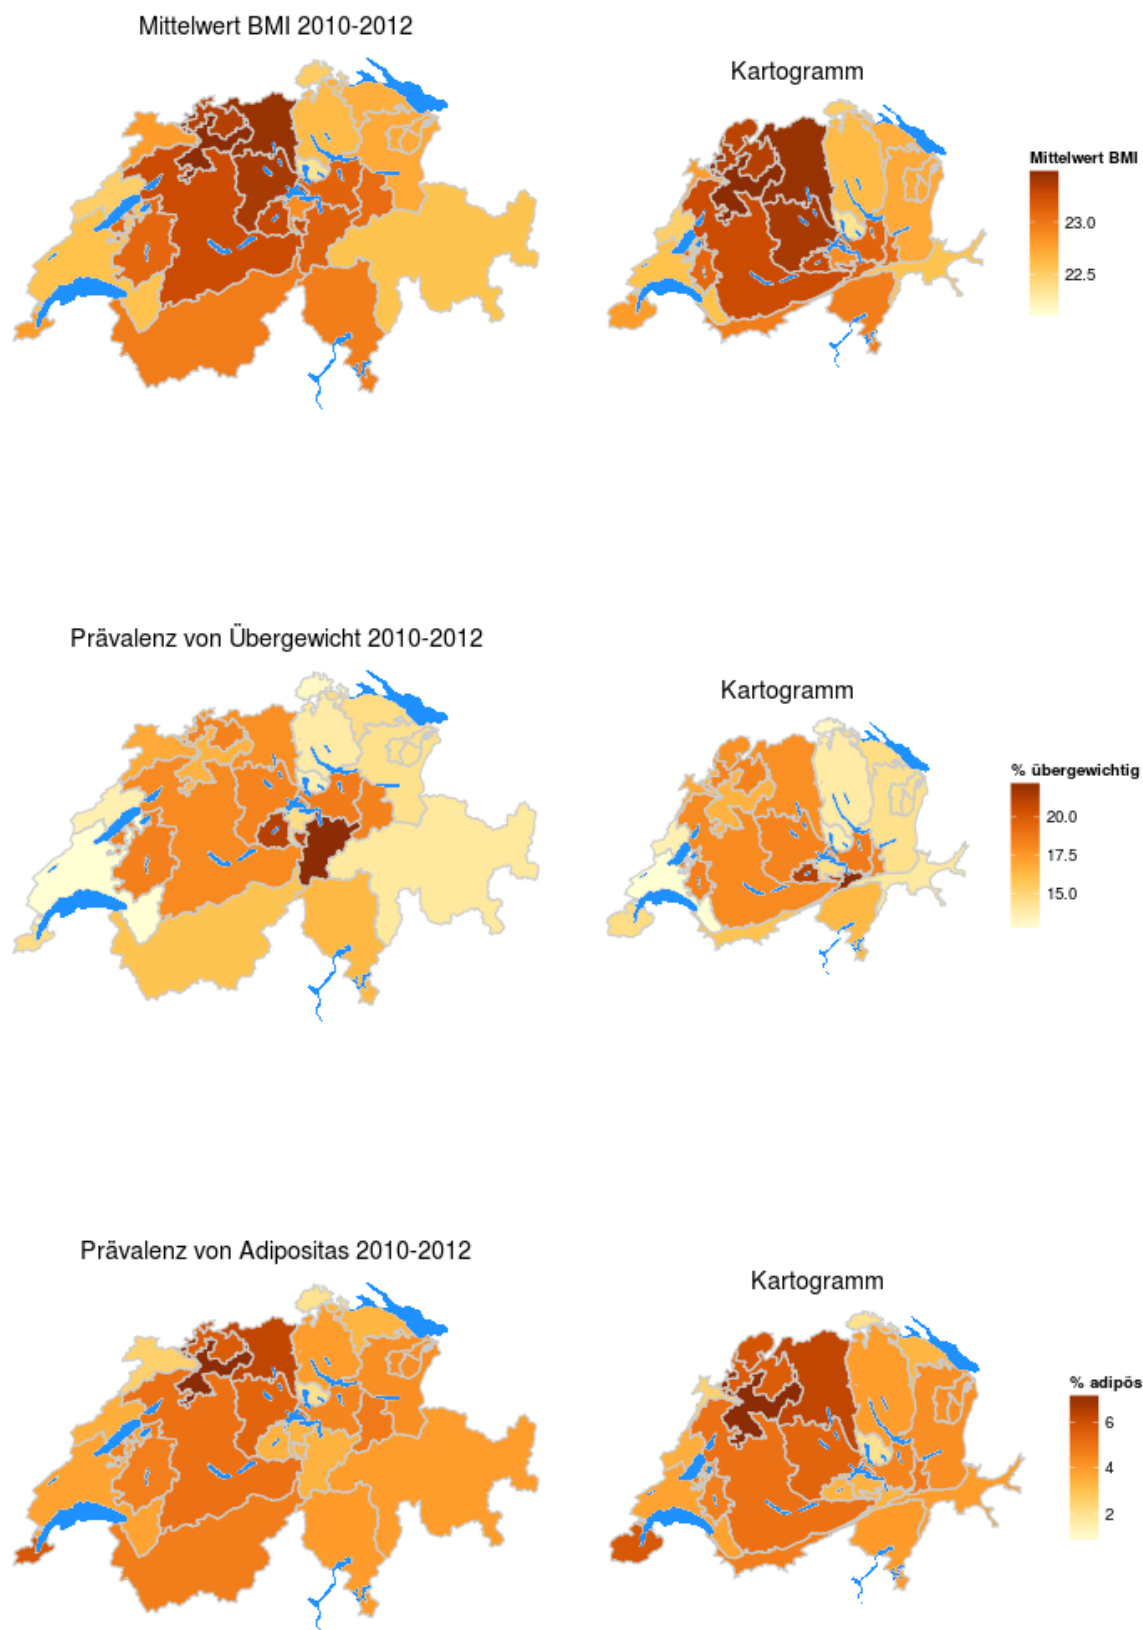 Mittelwert BMI 2010-2012
Kartogramm
Mittelwert BMI
23.0
22.5
Prävalenz von Übergewicht 2010-2012
Kartogramm
% übergewichtig
20.0
17.5
15.0
Prävalenz von Adipositas 2010-2012
Kartogramm
% adipös
6
4
2